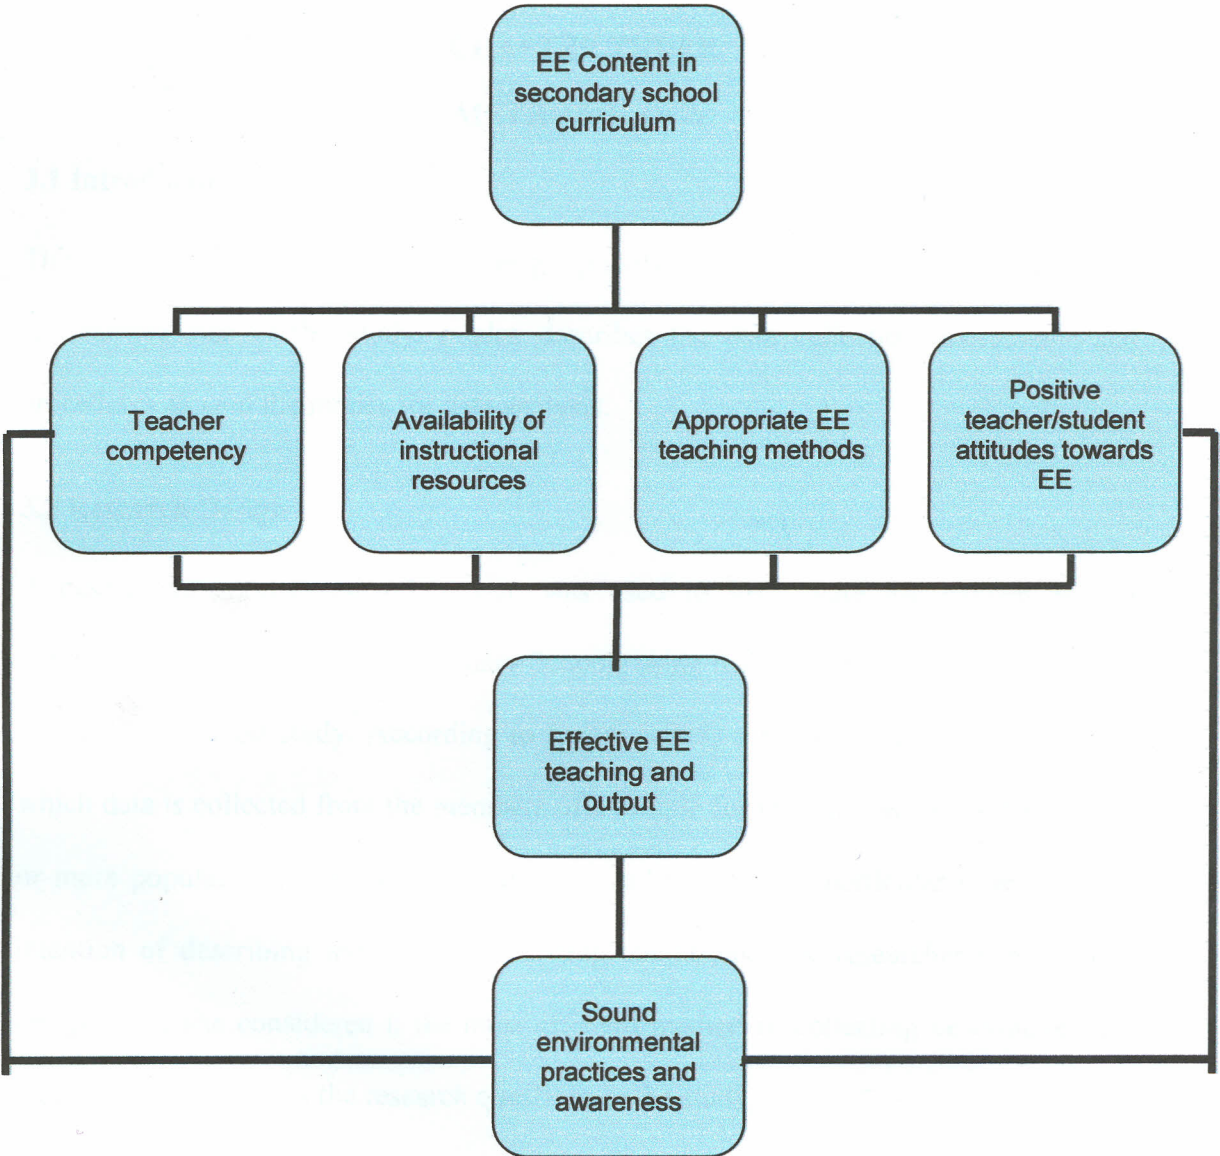 EE Content in
secondary school
curriculum
Teacher
competency
Availability of
instructional
resources
Appropriate EE
teaching methods
Positive
teacher/student
attitudes towards
EE
Effective EE
teaching and
output
Sound
environmental
practices and
awareness